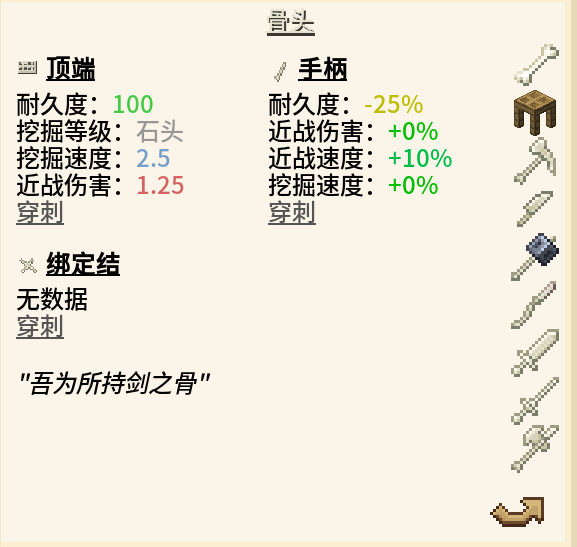 骨头
顶端
耐久度：100
挖掘等级：石头
挖掘速度：2.5
近战伤害：1.25
穿刺
手柄
耐久度：-25%
近战伤害：+0%
近战速度：+10%
挖掘速度：+0%
穿刺
绑定结
无数据
穿刺
"吾为所持剑之骨"